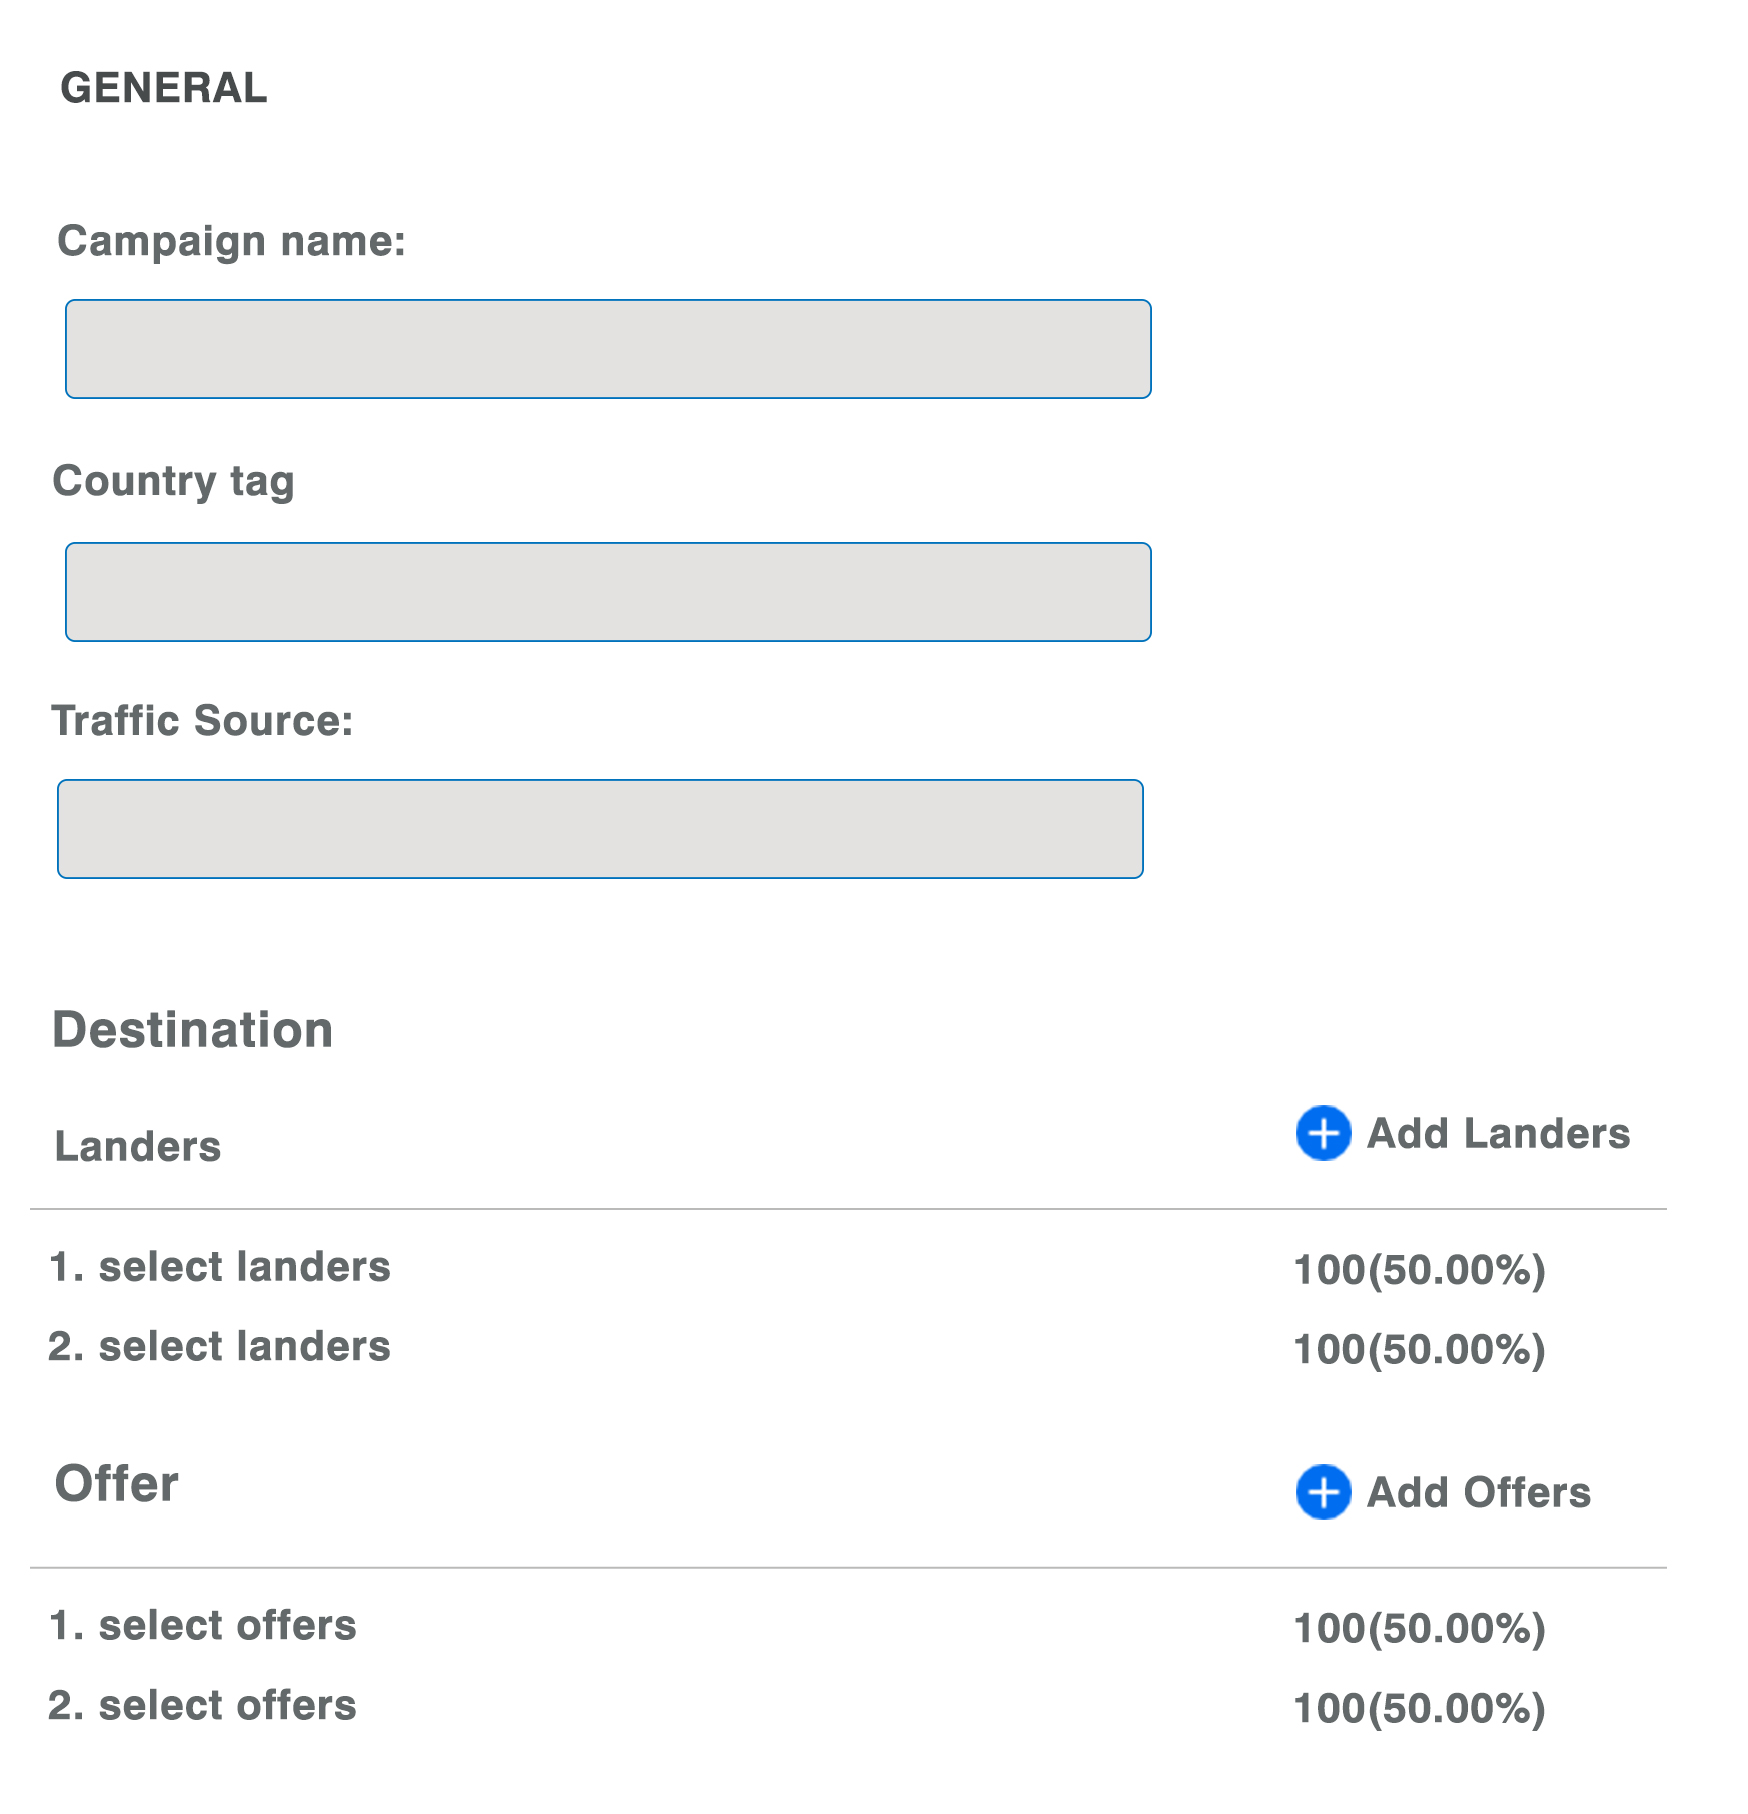 GENERAL
Campaign name:
Country tag
Traffic Source:
Destination
Landers
Add Landers
1. select landers
100(50.00%)
2. select landers
100(50.00%)
Offer
Add Offers
1. select offers
100(50.00%)
2. select offers
100(50.00%)